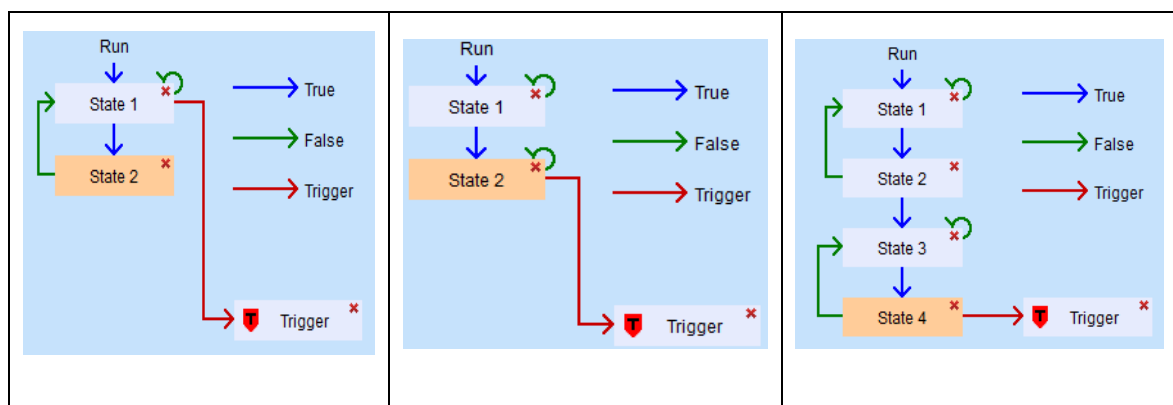 Run
State 1
True
False
State 2
Trigger
T Trigger
Run
State 1
True
False
State 2
Trigger
T Trigger
Run
State 1
True
False
State 2
Trigger
State 3
State 4
T Trigger